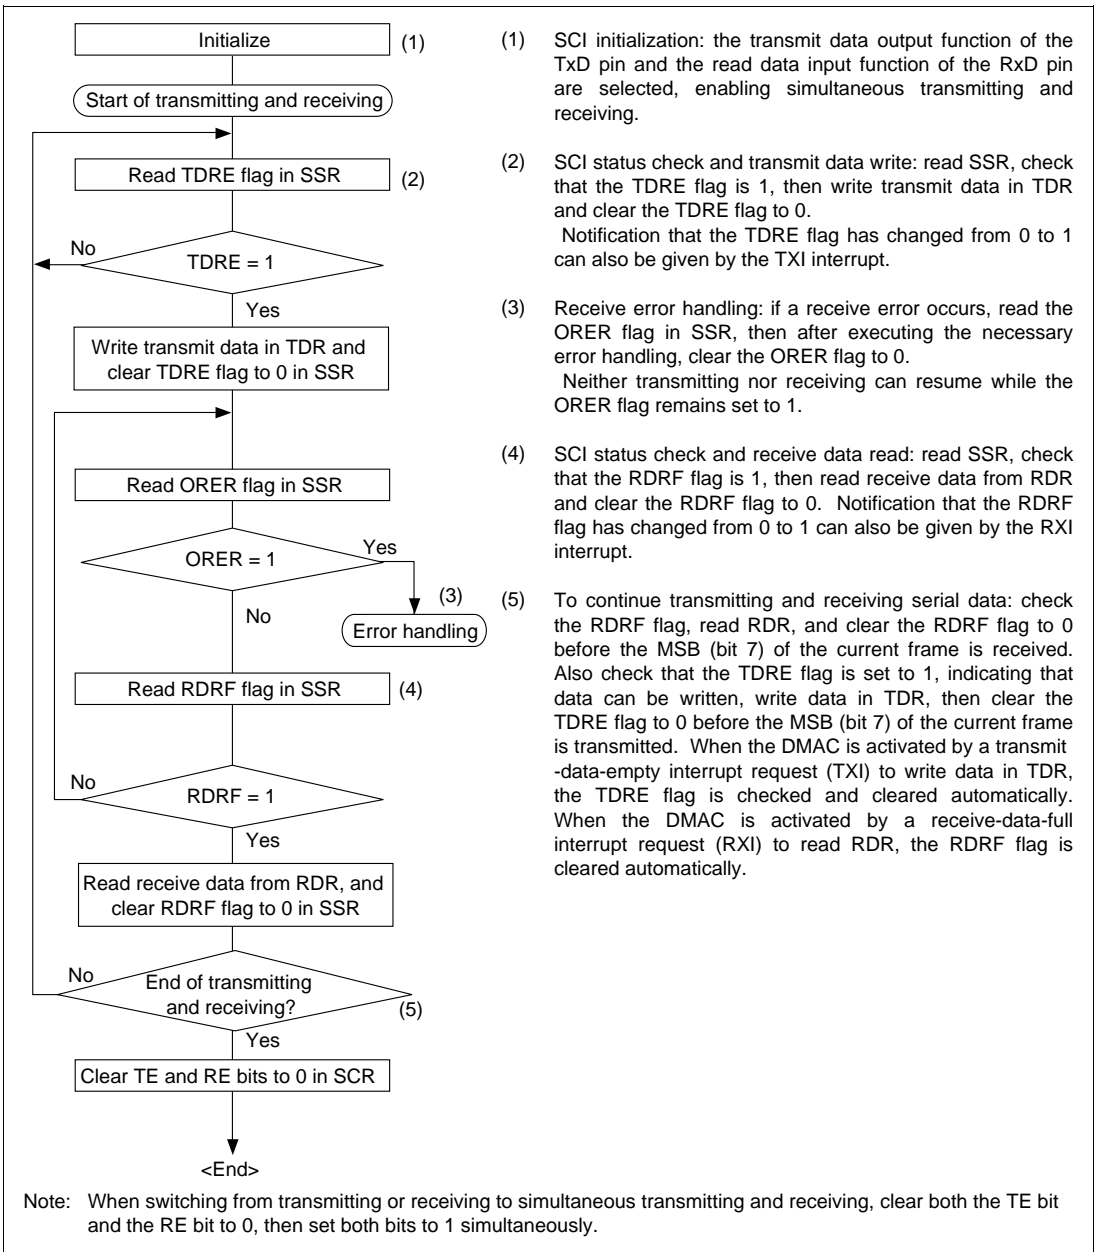 Initialize
(1)
Start of transmitting and receiving
Read TDRE flag in SSR
(2)
No
TDRE = 1
Yes
Write transmit data in TDR and
clear TDRE flag to 0 in SSR
Read ORER flag in SSR
ORER = 1
Yes
(3)
No
Error handling
Read RDRF flag in SSR
(4)
No
RDRF = 1
Yes
Read receive data from RDR, and
clear RDRF flag to 0 in SSR
No
End of transmitting
and receiving?
(5)
Yes
Clear TE and RE bits to 0 in SCR
<End>
(1) SCI initialization: the transmit data output function of the
TxD pin and the read data input function of the RxD pin
are selected, enabling simultaneous transmitting and
receiving.
(2) SCI status check and transmit data write: read SSR, check
that the TDRE flag is 1, then write transmit data in TDR
and clear the TDRE flag to 0.
Notification that the TDRE flag has changed from 0 to 1
can also be given by the TXI interrupt.
(3) Receive error handling: if a receive error occurs, read the
ORER flag in SSR, then after executing the necessary
error handling, clear the ORER flag to 0.
Neither transmitting nor receiving can resume while the
ORER flag remains set to 1.
(4) SCI status check and receive data read: read SSR, check
that the RDRF flag is 1, then read receive data from RDR
and clear the RDRF flag to 0. Notification that the RDRF
flag has changed from 0 to 1 can also be given by the RXI
interrupt.
(5) To continue transmitting and receiving serial data: check
the RDRF flag, read RDR, and clear the RDRF flag to 0
before the MSB (bit 7) of the current frame is received.
Also check that the TDRE flag is set to 1, indicating that
data can be written, write data in TDR, then clear the
TDRE flag to 0 before the MSB (bit 7) of the current frame
is transmitted. When the DMAC is activated by a transmit
-data-empty interrupt request (TXI) to write data in TDR,
the TDRE flag is checked and cleared automatically.
When the DMAC is activated by a receive-data-full
interrupt request (RXI) to read RDR, the RDRF flag is
cleared automatically.
Note: When switching from transmitting or receiving to simultaneous transmitting and receiving, clear both the TE bit
and the RE bit to 0, then set both bits to 1 simultaneously.